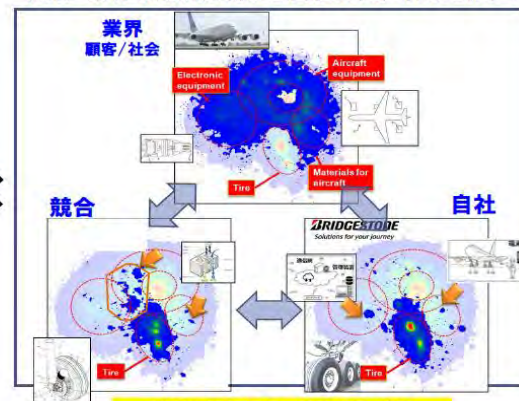 業界
顧客/社会
Electronic
equipment
Aircraft
equipment
Tire
Materials for
aircraft
競合
自社
BRIDGESTONE
Solutions for your journey
Tire
Tire